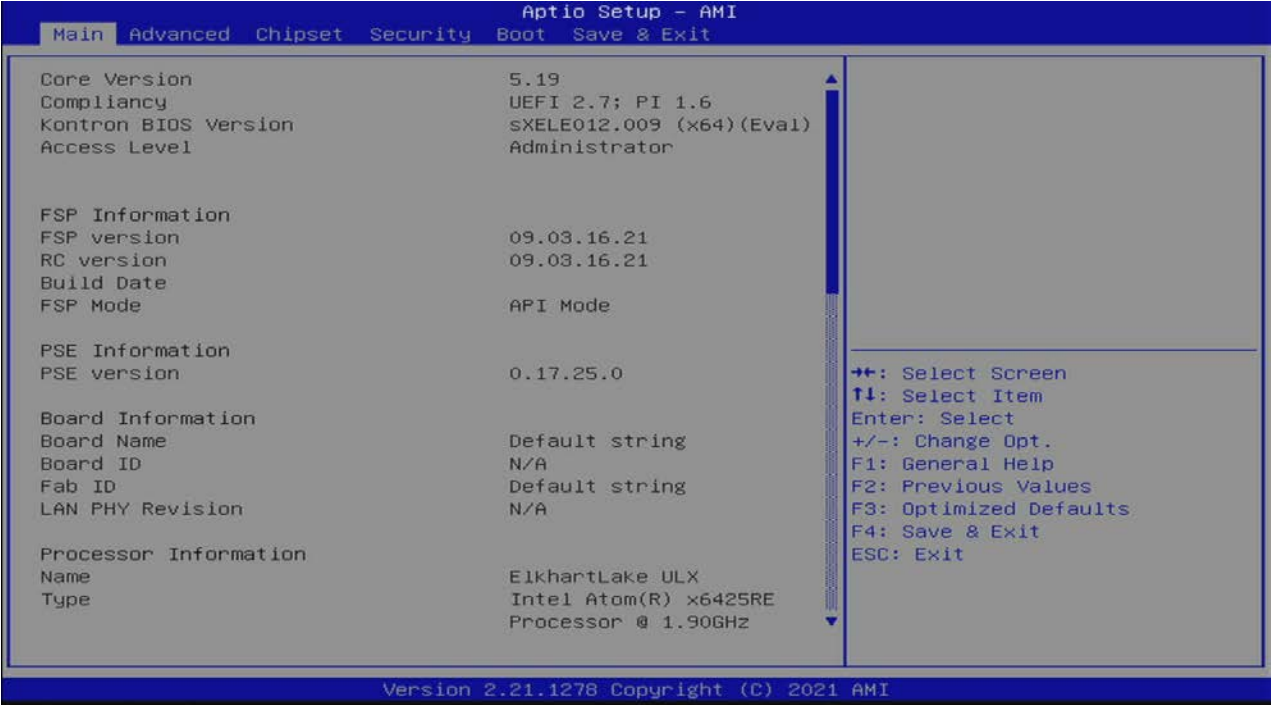 Aptio Setup – AMI
Main Advanced Chipset Security Boot Save & Exit
Core Version 5.19
Compliancy UEFI 2.7; PI 1.6
Kontron BIOS Version sXELE012.009 (x64)(Eval)
Access Level Administrator
FSP Information
FSP version 09.03.16.21
RC version 09.03.16.21
Build Date
FSP Mode API Mode
PSE Information
PSE version 0.17.25.0
Board Information
Board Name Default string
Board ID N/A
Fab ID Default string
LAN PHY Revision N/A
Processor Information
Name ElkhartLake ULX
Type Intel Atom(R) x6425RE
Processor @ 1.90GHz
→←: Select Screen
↑↓: Select Item
Enter: Select
+/-: Change Opt.
F1: General Help
F2: Previous Values
F3: Optimized Defaults
F4: Save & Exit
ESC: Exit
Version 2.21.1278 Copyright (C) 2021 AMI